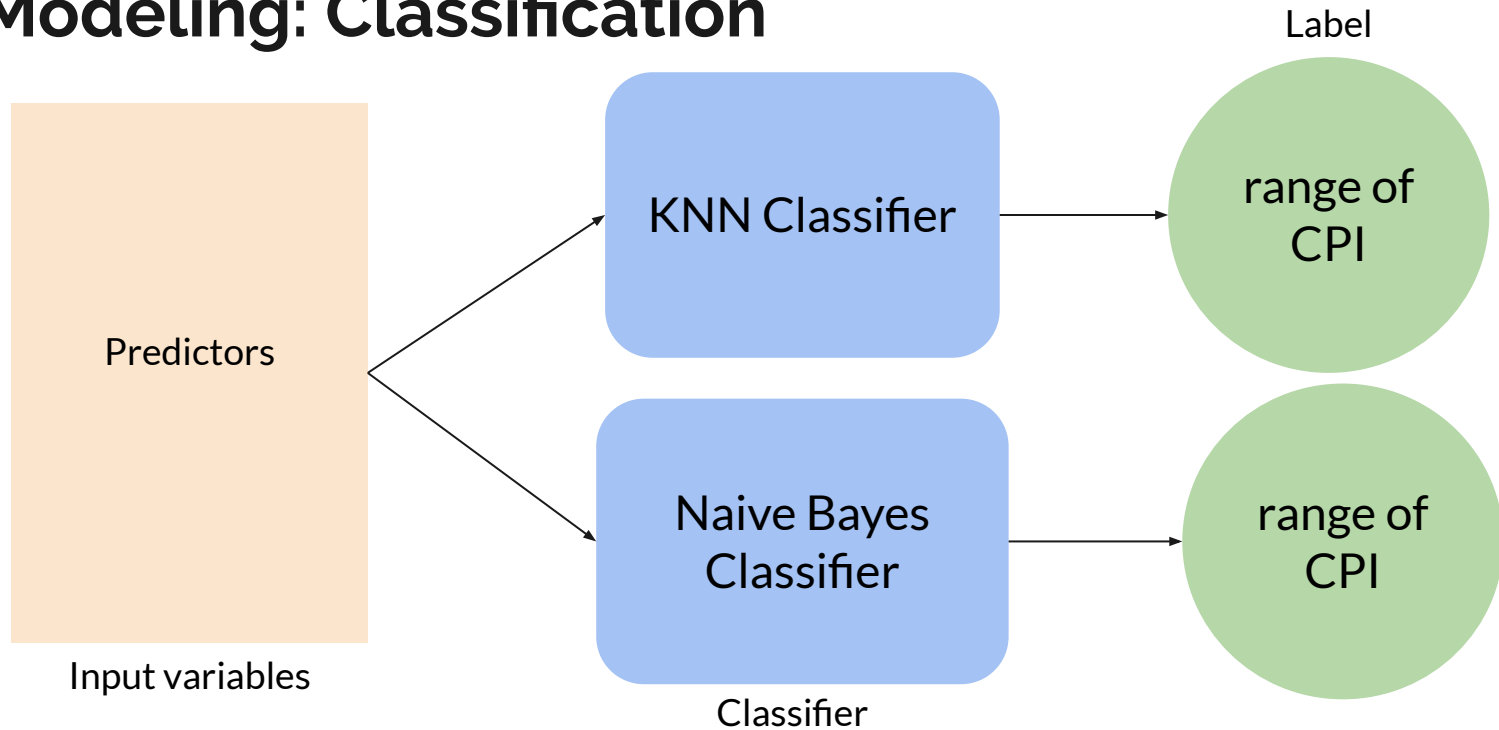 Modeling: Classification
Label
Predictors
Input variables
KNN Classifier
range of
CPI
Naive Bayes
Classifier
Classifier
range of
CPI